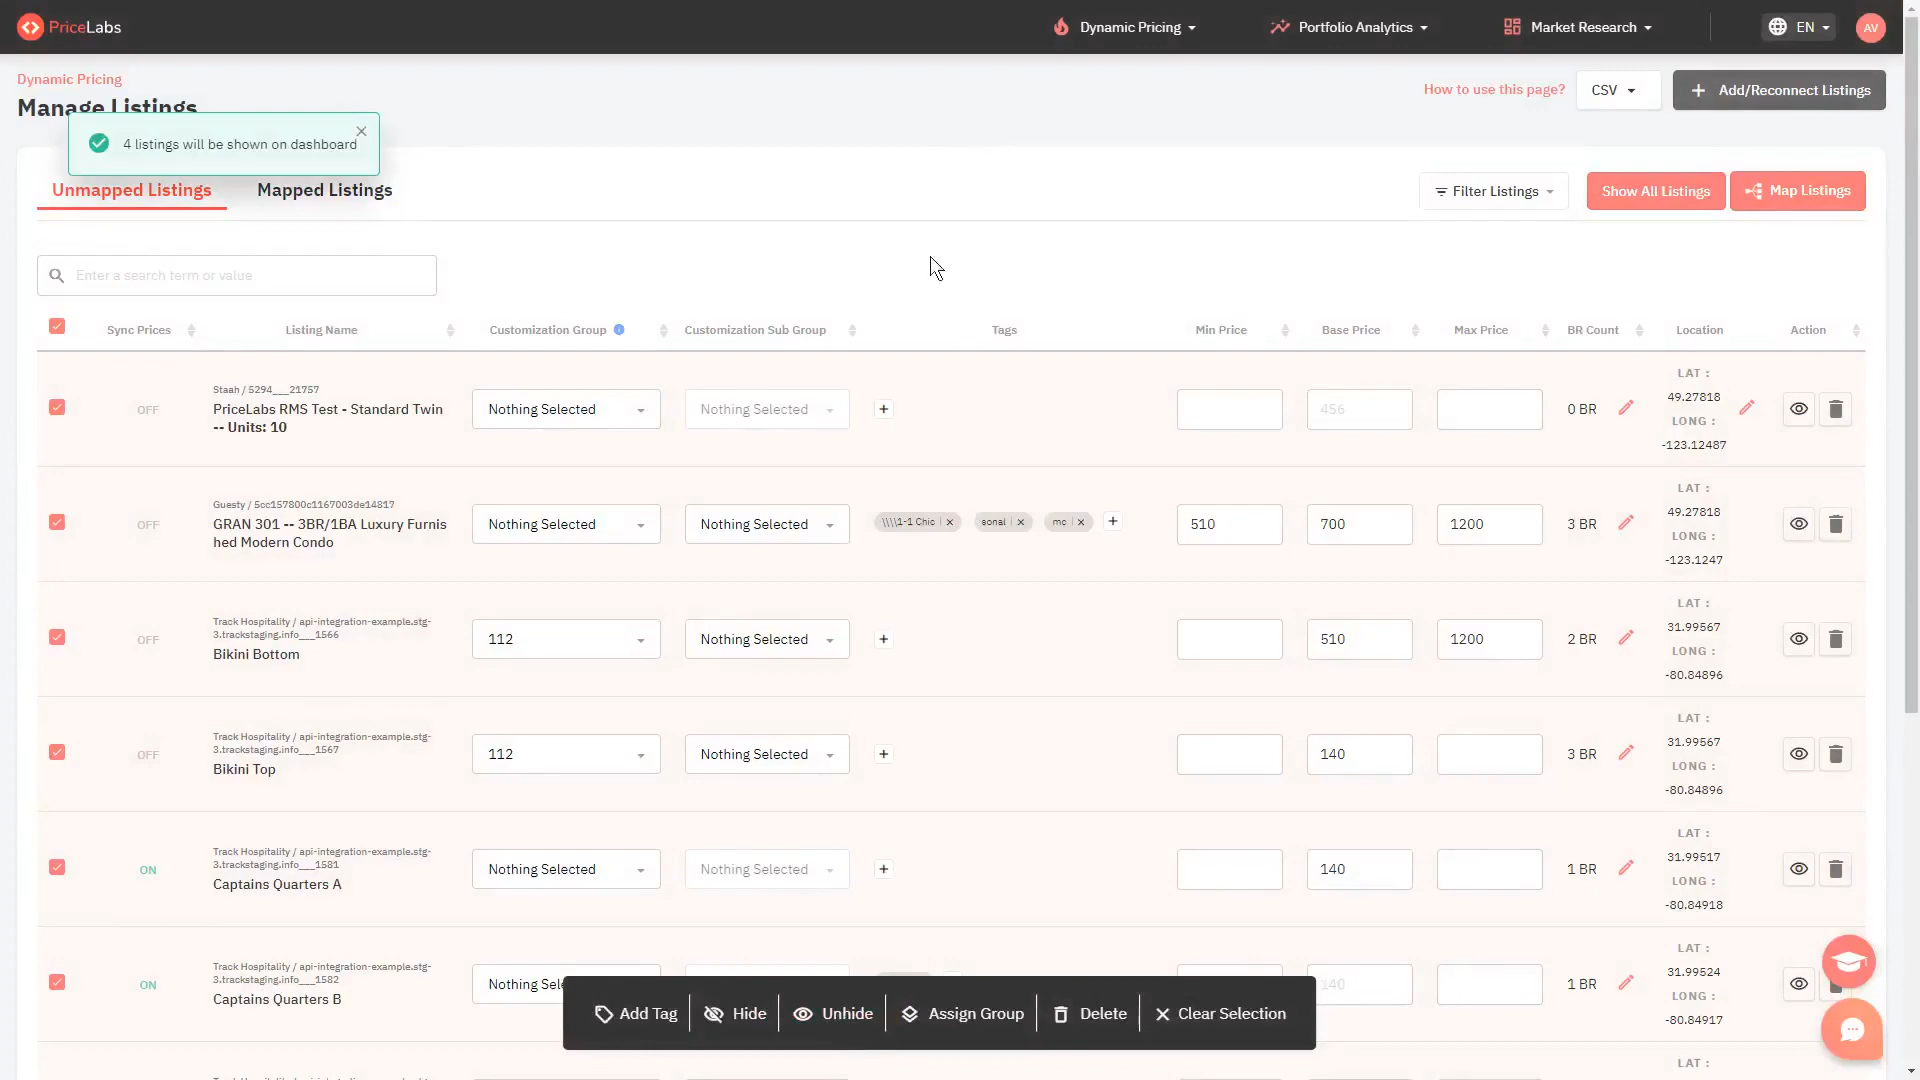 PriceLabs
Dynamic Pricing
Portfolio Analytics
Market Research
EN
AV
Dynamic Pricing
Manage Listings
How to use this page?
CSV
Add/Reconnect Listings
4 listings will be shown on dashboard
Unmapped Listings
Mapped Listings
Filter Listings
Show All Listings
Map Listings
Enter a search term or value
Sync Prices
Listing Name
Customization Group
Customization Sub Group
Tags
Min Price
Base Price
Max Price
BR Count
Location
Action
OFF
Staah / 5294___21757
PriceLabs RMS Test - Standard Twin
-- Units: 10
Nothing Selected
Nothing Selected
+
456
0 BR
LAT :
49.27818
LONG :
-123.12487
OFF
Guesty / 5cc157800c1167003de14817
GRAN 301 -- 3BR/1BA Luxury Furnis
hed Modern Condo
Nothing Selected
Nothing Selected
\\\\1-1 Chic
sonal
mc
+
510
700
1200
3 BR
LAT :
49.27818
LONG :
-123.1247
OFF
Track Hospitality / api-integration-example.stg-
3.trackstaging.info___1566
Bikini Bottom
112
Nothing Selected
+
510
1200
2 BR
LAT :
31.99567
LONG :
-80.84896
OFF
Track Hospitality / api-integration-example.stg-
3.trackstaging.info___1567
Bikini Top
112
Nothing Selected
+
140
3 BR
LAT :
31.99567
LONG :
-80.84896
ON
Track Hospitality / api-integration-example.stg-
3.trackstaging.info___1581
Captains Quarters A
Nothing Selected
Nothing Selected
+
140
1 BR
LAT :
31.99517
LONG :
-80.84918
ON
Track Hospitality / api-integration-example.stg-
3.trackstaging.info___1582
Captains Quarters B
Nothing Sele
140
1 BR
LAT :
31.99524
LONG :
-80.84917
Add Tag
Hide
Unhide
Assign Group
Delete
Clear Selection
LAT :